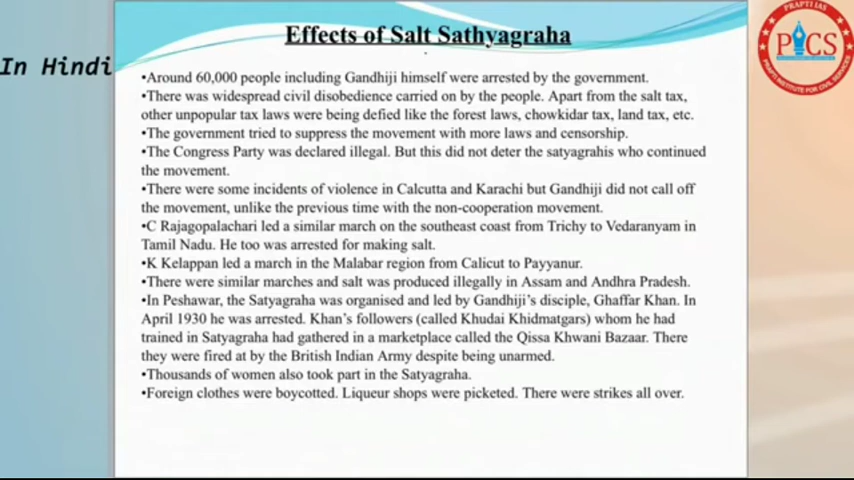 Effects of Salt Sathyagraha
PRAPTI IAS
PICS
PRAPTI INSTITUTE FOR CIVIL SERVICES
In Hindi
•Around 60,000 people including Gandhiji himself were arrested by the government.
•There was widespread civil disobedience carried on by the people. Apart from the salt tax,
other unpopular tax laws were being defied like the forest laws, chowkidar tax, land tax, etc.
•The government tried to suppress the movement with more laws and censorship.
•The Congress Party was declared illegal. But this did not deter the satyagrahis who continued
the movement.
•There were some incidents of violence in Calcutta and Karachi but Gandhiji did not call off
the movement, unlike the previous time with the non-cooperation movement.
•C Rajagopalachari led a similar march on the southeast coast from Trichy to Vedaranyam in
Tamil Nadu. He too was arrested for making salt.
•K Kelappan led a march in the Malabar region from Calicut to Payyanur.
•There were similar marches and salt was produced illegally in Assam and Andhra Pradesh.
•In Peshawar, the Satyagraha was organised and led by Gandhiji's disciple, Ghaffar Khan. In
April 1930 he was arrested. Khan's followers (called Khudai Khidmatgars) whom he had
trained in Satyagraha had gathered in a marketplace called the Qissa Khwani Bazaar. There
they were fired at by the British Indian Army despite being unarmed.
•Thousands of women also took part in the Satyagraha.
•Foreign clothes were boycotted. Liqueur shops were picketed. There were strikes all over.